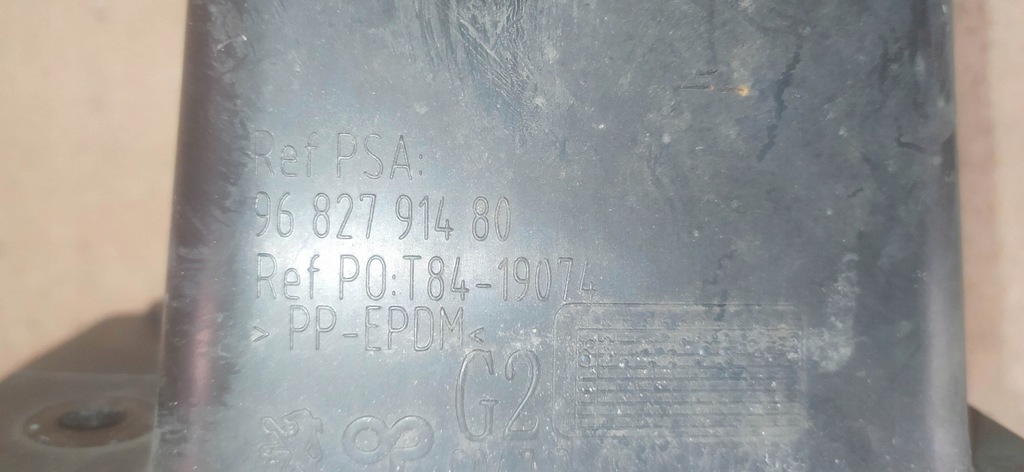 Ref PSA:
96 827 914 80
Ref PO:T84-19074
> PP-EPDM <
G2